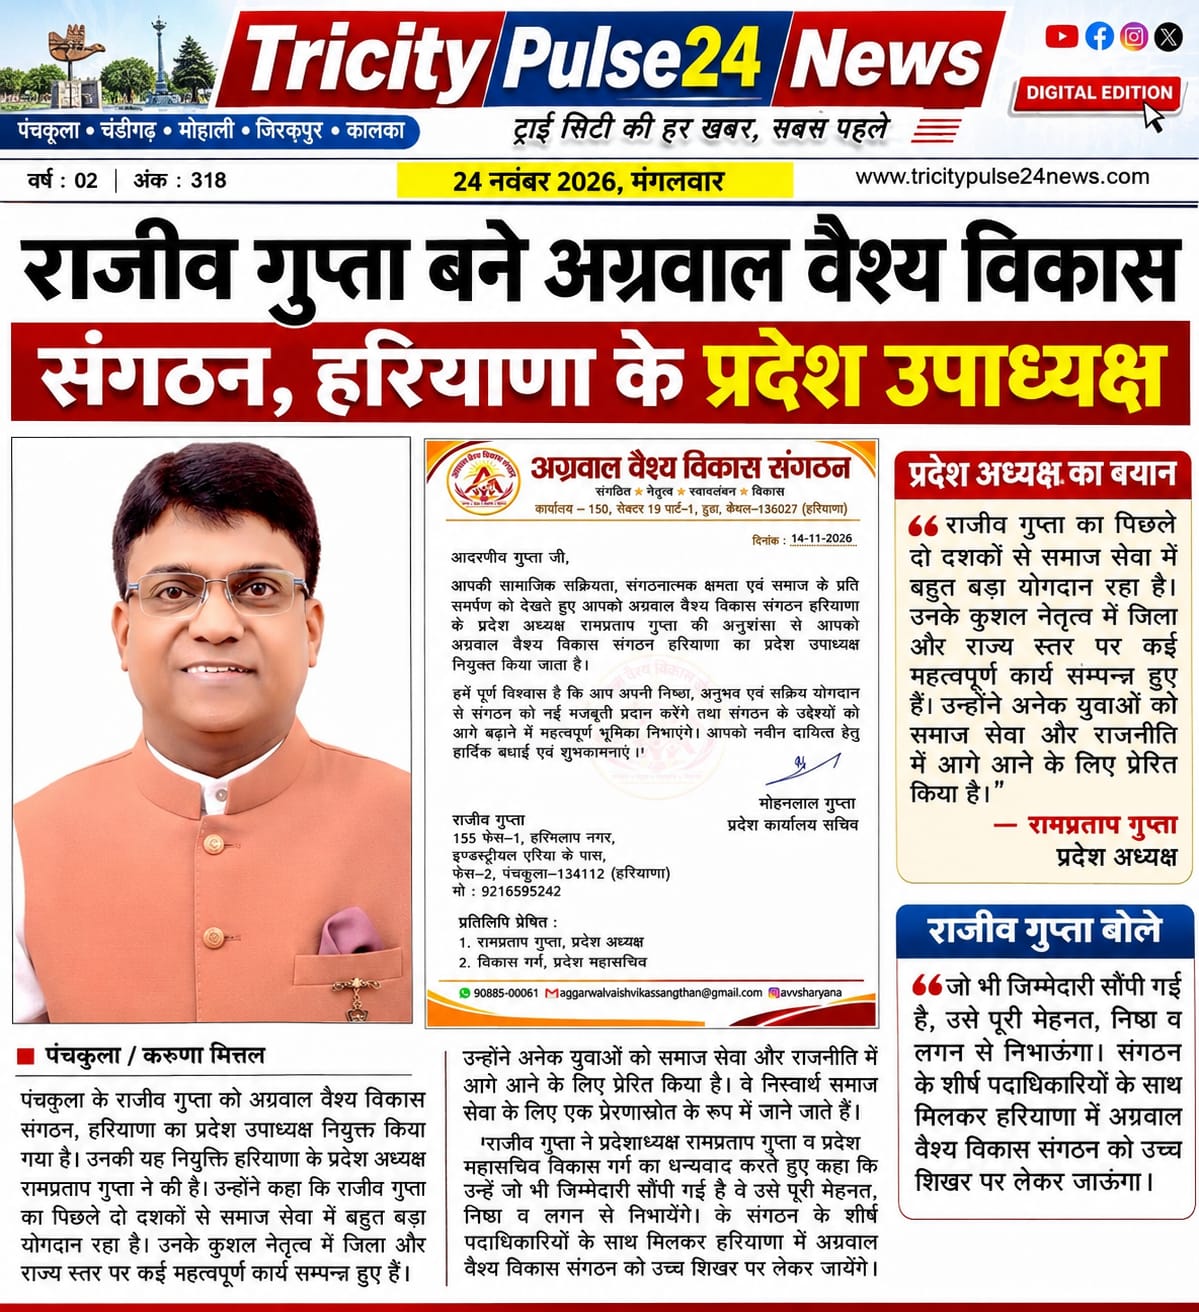 Tricity Pulse24 News
DIGITAL EDITION
पंचकूला • चंडीगढ़ • मोहाली • जिरकपुर • कालका
ट्राई सिटी की हर खबर, सबस पहले
वर्ष : 02 | अंक : 318
24 नवंबर 2026, मंगलवार
www.tricitypulse24news.com
राजीव गुप्ता बने अग्रवाल वैश्य विकास
संगठन, हरियाणा के प्रदेश उपाध्यक्ष
अग्रवाल वैश्य विकास संगठन
संगठित ★ नेतृत्व ★ स्वावलंबन ★ विकास
कार्यालय – 150, सेक्टर 19 पार्ट–1, हुडा, कैथल–136027 (हरियाणा)
दिनांक : 14-11-2026
आदरणीव गुप्ता जी,
आपकी सामाजिक सक्रियता, संगठनात्मक क्षमता एवं समाज के प्रति
समर्पण को देखते हुए आपको अग्रवाल वैश्य विकास संगठन हरियाणा
के प्रदेश अध्यक्ष रामप्रताप गुप्ता की अनुशंसा से आपको
अग्रवाल वैश्य विकास संगठन हरियाणा का प्रदेश उपाध्यक्ष
नियुक्त किया जाता है।
हमें पूर्ण विश्वास है कि आप अपनी निष्ठा, अनुभव एवं सक्रिय योगदान
से संगठन को नई मजबूती प्रदान करेंगे तथा संगठन के उद्देश्यों को
आगे बढ़ाने में महत्वपूर्ण भूमिका निभाएंगे। आपको नवीन दायित्त हेतु
हार्दिक बधाई एवं शुभकामनाएं ।'
मोहनलाल गुप्ता
प्रदेश कार्यालय सचिव
राजीव गुप्ता
155 फेस–1, हरमिलाप नगर,
इण्डस्ट्रीयल एरिया के पास,
फेस–2, पंचकूला–134112 (हरियाणा)
मो : 9216595242
प्रतिलिपि प्रेषित :
1. रामप्रताप गुप्ता, प्रदेश अध्यक्ष
2. विकास गर्ग, प्रदेश महासचिव
90885-00061 aggarwalvaishvikassangthan@gmail.com avvsharyana
प्रदेश अध्यक्ष का बयान
“राजीव गुप्ता का पिछले
दो दशकों से समाज सेवा में
बहुत बड़ा योगदान रहा है।
उनके कुशल नेतृत्व में जिला
और राज्य स्तर पर कई
महत्वपूर्ण कार्य सम्पन्न हुए
हैं। उन्होंने अनेक युवाओं को
समाज सेवा और राजनीति
में आगे आने के लिए प्रेरित
किया है।”
— रामप्रताप गुप्ता
प्रदेश अध्यक्ष
राजीव गुप्ता बोले
“जो भी जिम्मेदारी सौंपी गई
है, उसे पूरी मेहनत, निष्ठा व
लगन से निभाऊंगा। संगठन
के शीर्ष पदाधिकारियों के साथ
मिलकर हरियाणा में अग्रवाल
वैश्य विकास संगठन को उच्च
शिखर पर लेकर जाऊंगा।
पंचकुला / करुणा मित्तल
पंचकुला के राजीव गुप्ता को अग्रवाल वैश्य विकास
संगठन, हरियाणा का प्रदेश उपाध्यक्ष नियुक्त किया
गया है। उनकी यह नियुक्ति हरियाणा के प्रदेश अध्यक्ष
रामप्रताप गुप्ता ने की है। उन्होंने कहा कि राजीव गुप्ता
का पिछले दो दशकों से समाज सेवा में बहुत बड़ा
योगदान रहा है। उनके कुशल नेतृत्व में जिला और
राज्य स्तर पर कई महत्वपूर्ण कार्य सम्पन्न हुए हैं।
उन्होंने अनेक युवाओं को समाज सेवा और राजनीति में
आगे आने के लिए प्रेरित किया है। वे निस्वार्थ समाज
सेवा के लिए एक प्रेरणास्रोत के रूप में जाने जाते हैं।
'राजीव गुप्ता ने प्रदेशाध्यक्ष रामप्रताप गुप्ता व प्रदेश
महासचिव विकास गर्ग का धन्यवाद करते हुए कहा कि
उन्हें जो भी जिम्मेदारी सौंपी गई है वे उसे पूरी मेहनत,
निष्ठा व लगन से निभायेंगे। के संगठन के शीर्ष
पदाधिकारियों के साथ मिलकर हरियाणा में अग्रवाल
वैश्य विकास संगठन को उच्च शिखर पर लेकर जायेंगे।